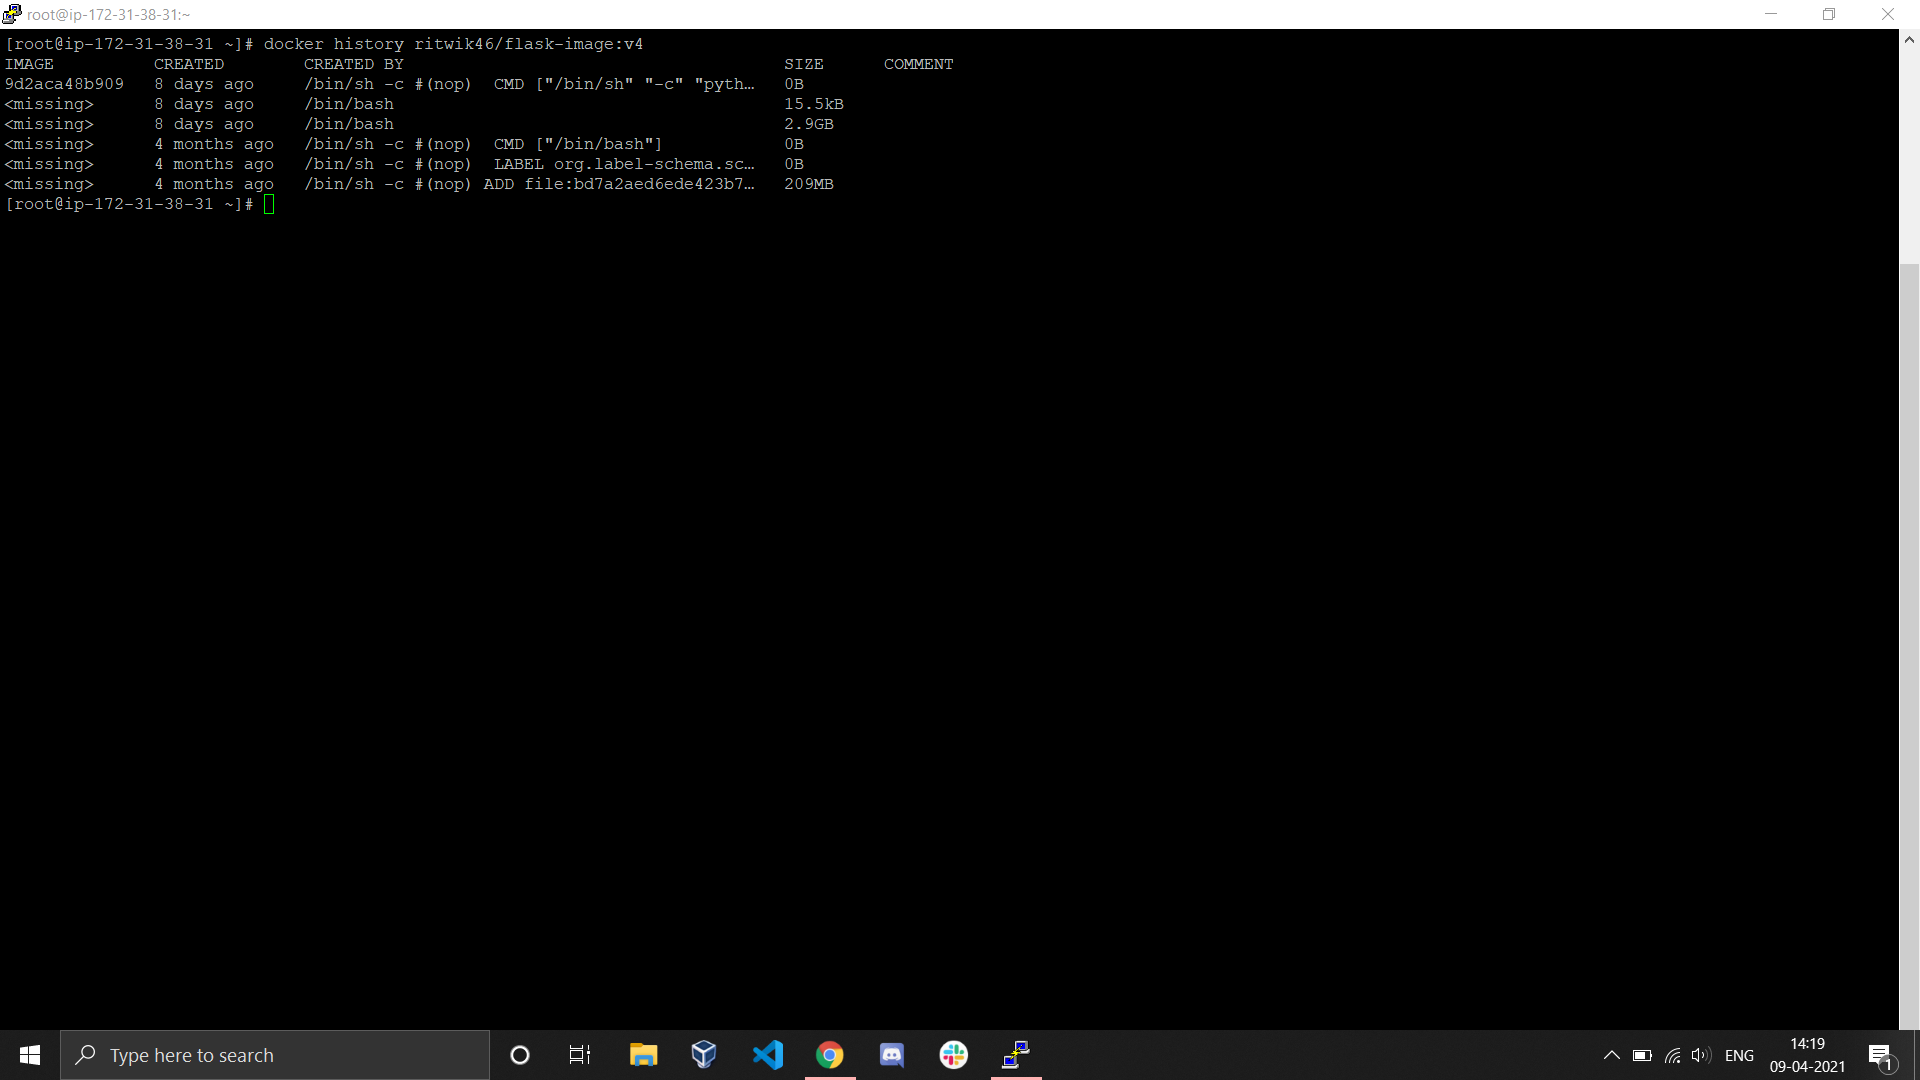 root@ip-172-31-38-31:~
[root@ip-172-31-38-31 ~]# docker history ritwik46/flask-image:v4
IMAGE CREATED CREATED BY SIZE COMMENT
9d2aca48b909 8 days ago /bin/sh -c #(nop) CMD ["/bin/sh" "-c" "pyth… 0B
<missing> 8 days ago /bin/bash 15.5kB
<missing> 8 days ago /bin/bash 2.9GB
<missing> 4 months ago /bin/sh -c #(nop) CMD ["/bin/bash"] 0B
<missing> 4 months ago /bin/sh -c #(nop) LABEL org.label-schema.sc… 0B
<missing> 4 months ago /bin/sh -c #(nop) ADD file:bd7a2aed6ede423b7… 209MB
[root@ip-172-31-38-31 ~]#
Type here to search
ENG
14:19
09-04-2021
1